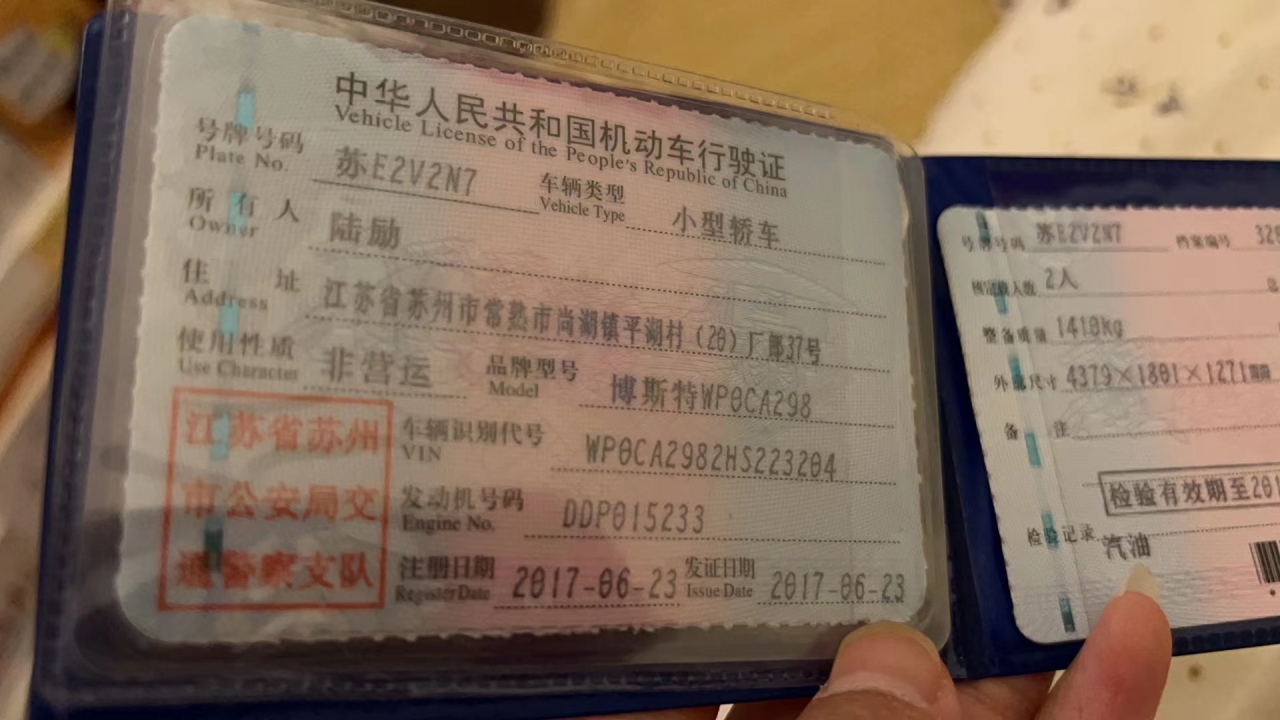 中华人民共和国机动车行驶证
Vehicle License of the People's Republic of China
号牌号码 苏E2V2N7 车辆类型 小型轿车
Plate No. Vehicle Type
所有人 陆励
Owner
住址 江苏省苏州市常熟市尚湖镇平湖村(20)厂部37号
Address
使用性质 非营运 品牌型号 博斯特WP0CA298
Use Character Model
江苏省苏州
市公安局交
通警察支队
车辆识别代号 WP0CA2982HS223204
VIN
发动机号码 DDP015233
Engine No.
注册日期 2017-06-23 发证日期 2017-06-23
Register Date Issue Date
号牌号码 苏E2V2N7 档案编号 320
核定载人数 2人
整备质量 1410kg
外廓尺寸 4379×1801×1271
备注
检验有效期至201
检验记录 汽油